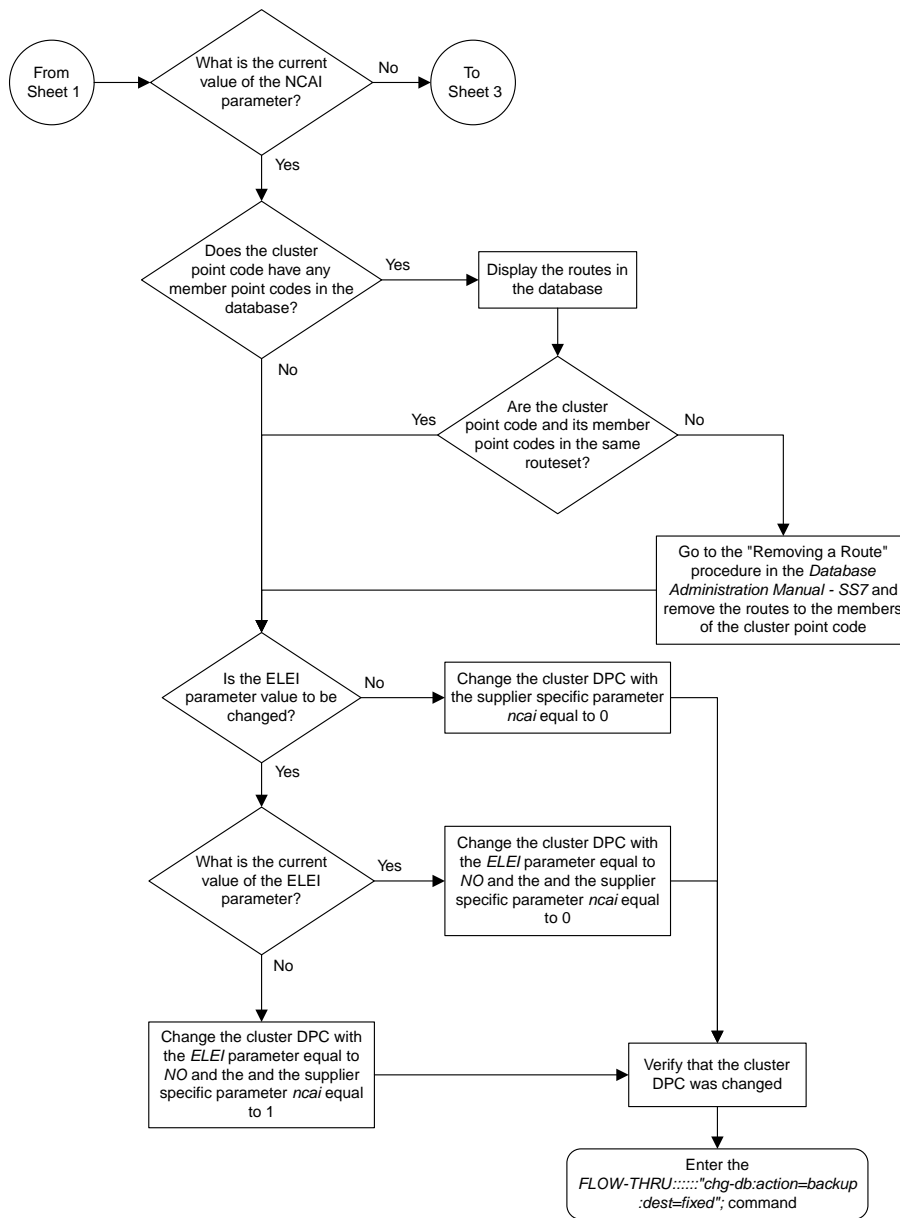 From
Sheet 1
What is the current
value of the NCAI
parameter?
No
To
Sheet 3
Yes
Does the cluster
point code have any
member point codes in the
database?
Yes
Display the routes in
the database
No
Are the cluster
point code and its member
point codes in the same
routeset?
Yes
No
Go to the "Removing a Route"
procedure in the Database
Administration Manual - SS7 and
remove the routes to the members
of the cluster point code
Is the ELEI
parameter value to be
changed?
No
Change the cluster DPC with
the supplier specific parameter
ncai equal to 0
Yes
What is the current
value of the ELEI
parameter?
Yes
Change the cluster DPC with
the ELEI parameter equal to
NO and the and the supplier
specific parameter ncai equal
to 0
No
Change the cluster DPC with
the ELEI parameter equal to
NO and the and the supplier
specific parameter ncai equal
to 1
Verify that the cluster
DPC was changed
Enter the
FLOW-THRU::::::"chg-db:action=backup
:dest=fixed"; command